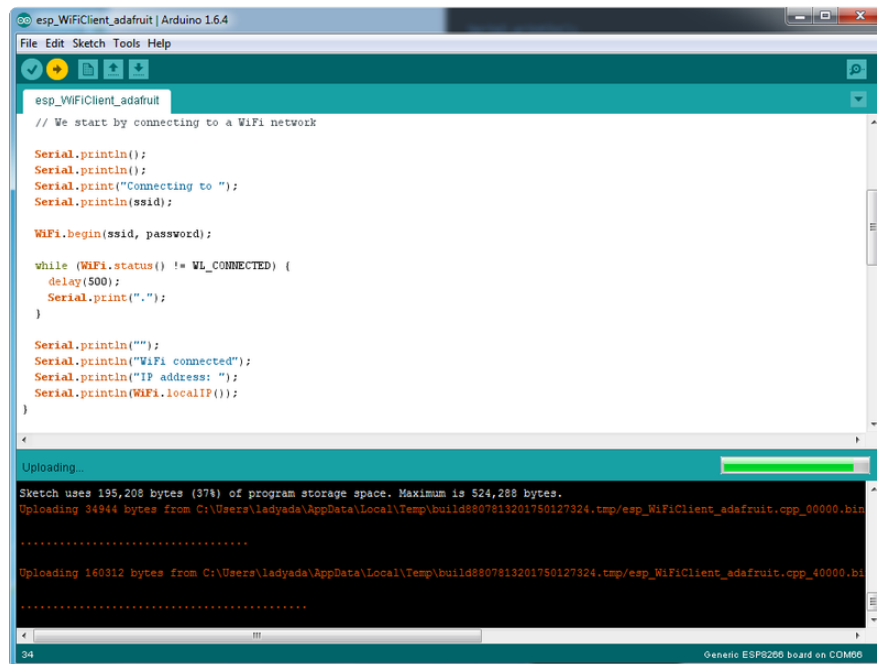 esp_WiFiClient_adafruit | Arduino 1.6.4
File Edit Sketch Tools Help
esp_WiFiClient_adafruit
// We start by connecting to a WiFi network
Serial.println();
Serial.println();
Serial.print("Connecting to ");
Serial.println(ssid);
WiFi.begin(ssid, password);
while (WiFi.status() != WL_CONNECTED) {
delay(500);
Serial.print(".");
}
Serial.println("");
Serial.println("WiFi connected");
Serial.println("IP address: ");
Serial.println(WiFi.localIP());
}
Uploading...
Sketch uses 195,208 bytes (37%) of program storage space. Maximum is 524,288 bytes.
Uploading 34944 bytes from C:\Users\ladyada\AppData\Local\Temp\build8807813201750127324.tmp/esp_WiFiClient_adafruit.cpp_00000.bin
...................................
Uploading 160312 bytes from C:\Users\ladyada\AppData\Local\Temp\build8807813201750127324.tmp/esp_WiFiClient_adafruit.cpp_40000.bi
............................................
34 Generic ESP8266 board on COM66